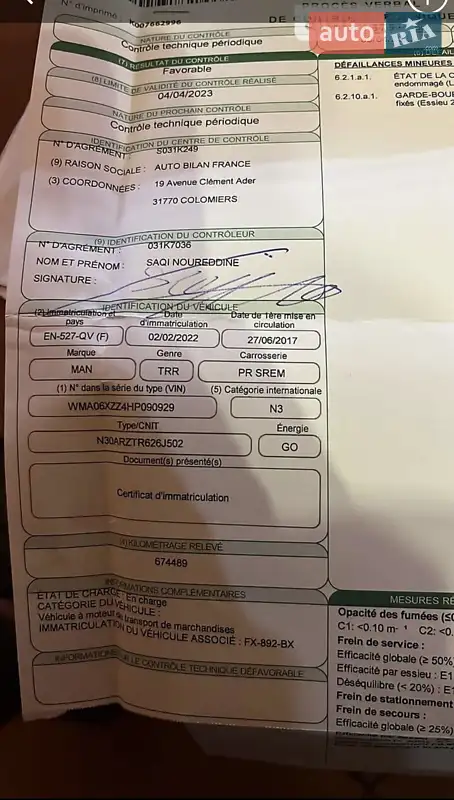 N° d'imprimé : K007662996
PROCÈS VERBAL
DE CONTRÔLE
auto RIA
NATURE DU CONTRÔLE
Contrôle technique périodique
(7) RÉSULTAT DU CONTRÔLE
Favorable
(8) LIMITE DE VALIDITÉ DU CONTRÔLE RÉALISÉ
04/04/2023
NATURE DU PROCHAIN CONTRÔLE
Contrôle technique périodique
IDENTIFICATION DU CENTRE DE CONTRÔLE
N° D'AGRÉMENT : S031K249
(9) RAISON SOCIALE : AUTO BILAN FRANCE
(3) COORDONNÉES : 19 Avenue Clément Ader
31770 COLOMIERS
(9) IDENTIFICATION DU CONTRÔLEUR
N° D'AGRÉMENT : 031K7036
NOM ET PRÉNOM : SAQI NOUREDDINE
SIGNATURE :
IDENTIFICATION DU VÉHICULE
(2) Immatriculation et pays
Date d'immatriculation
Date de 1ère mise en circulation
EN-527-QV (F)
02/02/2022
27/06/2017
Marque
Genre
Carrosserie
MAN
TRR
PR SREM
(1) N° dans la série du type (VIN)
(5) Catégorie internationale
WMA06XZZ4HP090929
N3
Type/CNIT
Énergie
N30ARZTR626J502
GO
Document(s) présenté(s)
Certificat d'immatriculation
(4) KILOMÉTRAGE RELEVÉ
674489
INFORMATIONS COMPLÉMENTAIRES
ÉTAT DE CHARGE : En charge
CATÉGORIE DU VÉHICULE :
Véhicule à moteur de transport de marchandises
IMMATRICULATION DU VÉHICULE ASSOCIÉ : FX-892-BX
LE CONTRÔLE TECHNIQUE DÉFAVORABLE
DÉFAILLANCES MINEURES
6.2.1.a.1. ÉTAT DE LA C
endommagé (L
6.2.10.a.1. GARDE-BOU
fixés (Essieu 2
MESURES RE
Opacité des fumées (≤0
C1: <0.10 m⁻¹ C2: <0.
Frein de service :
Efficacité globale (≥ 50%)
Efficacité par essieu : E1
Déséquilibre (< 20%) : E1
Frein de stationnement
Frein de secours :
Efficacité globale (≥ 25%)